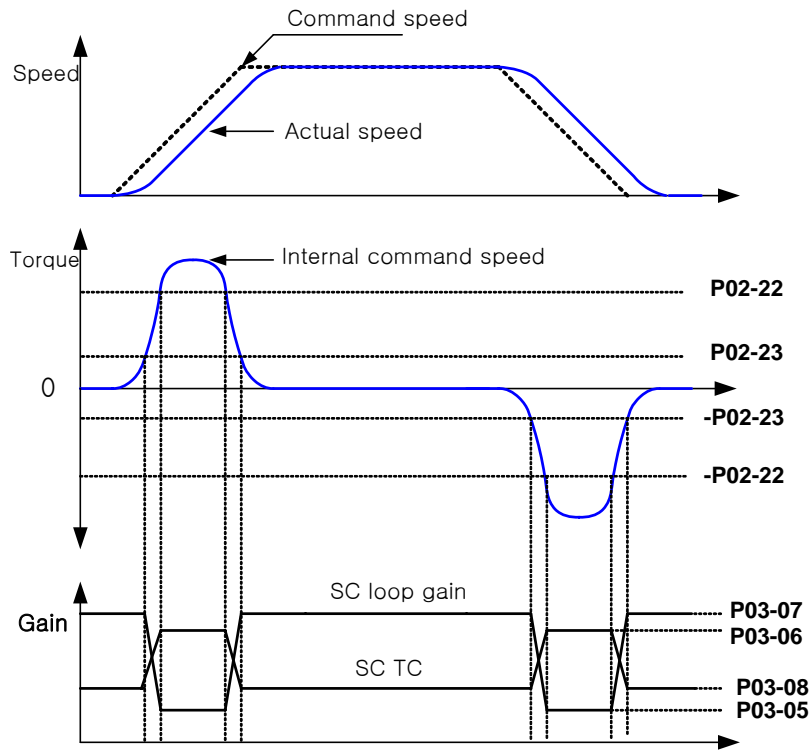 Command speed
Speed
Actual speed
Torque
Internal command speed
P02-22
P02-23
0
-P02-23
-P02-22
SC loop gain
Gain
P03-07
P03-06
SC TC
P03-08
P03-05